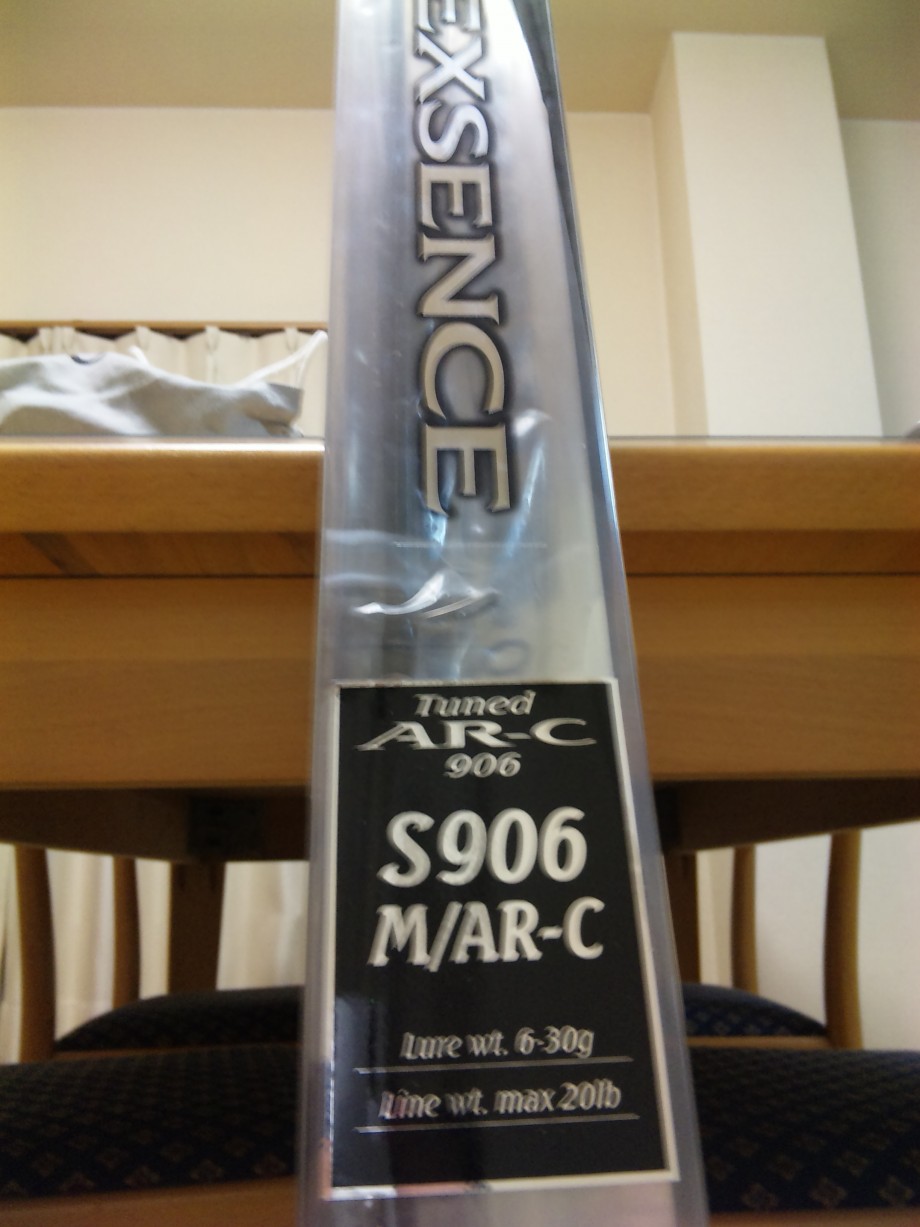 EXSENCE
Tuned
AR-C
906
S906
M/AR-C
Lure wt. 6-30g
Line wt. max 20lb